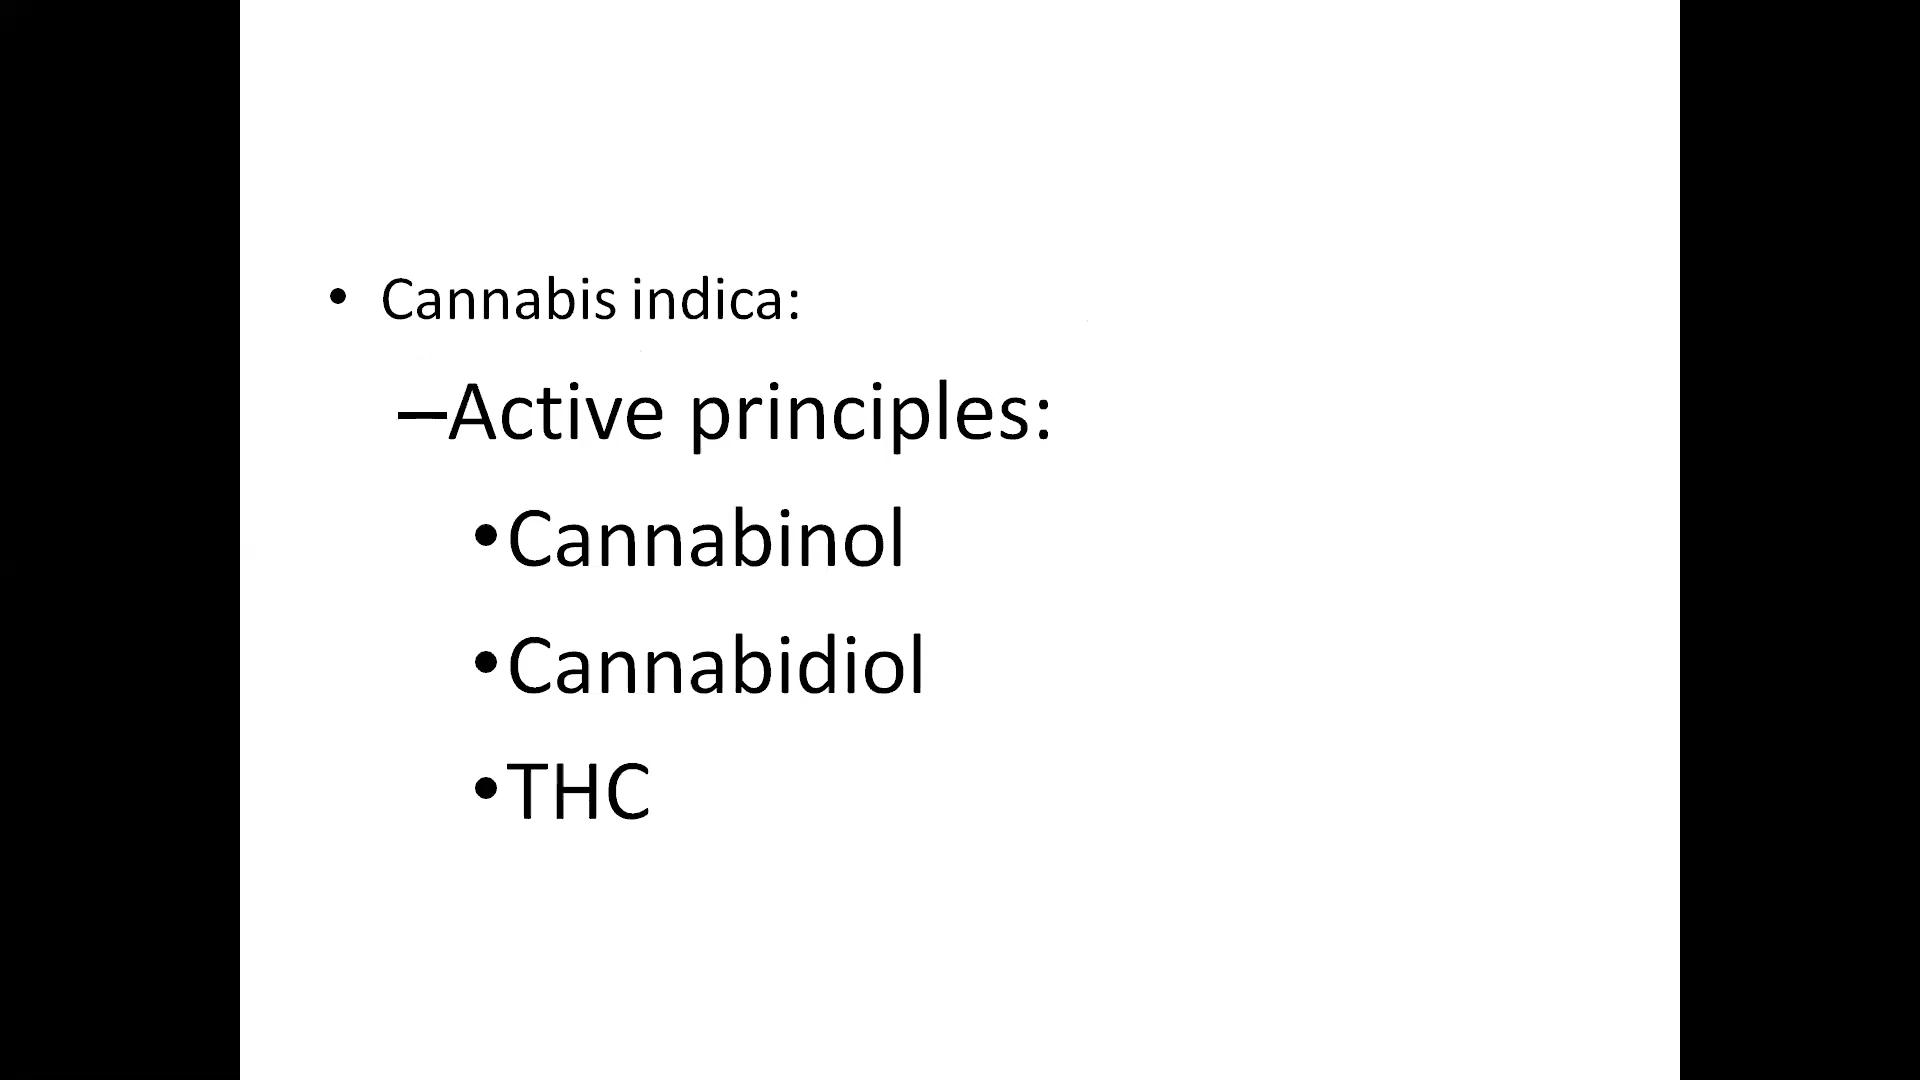 • Cannabis indica:
–Active principles:
•Cannabinol
•Cannabidiol
•THC